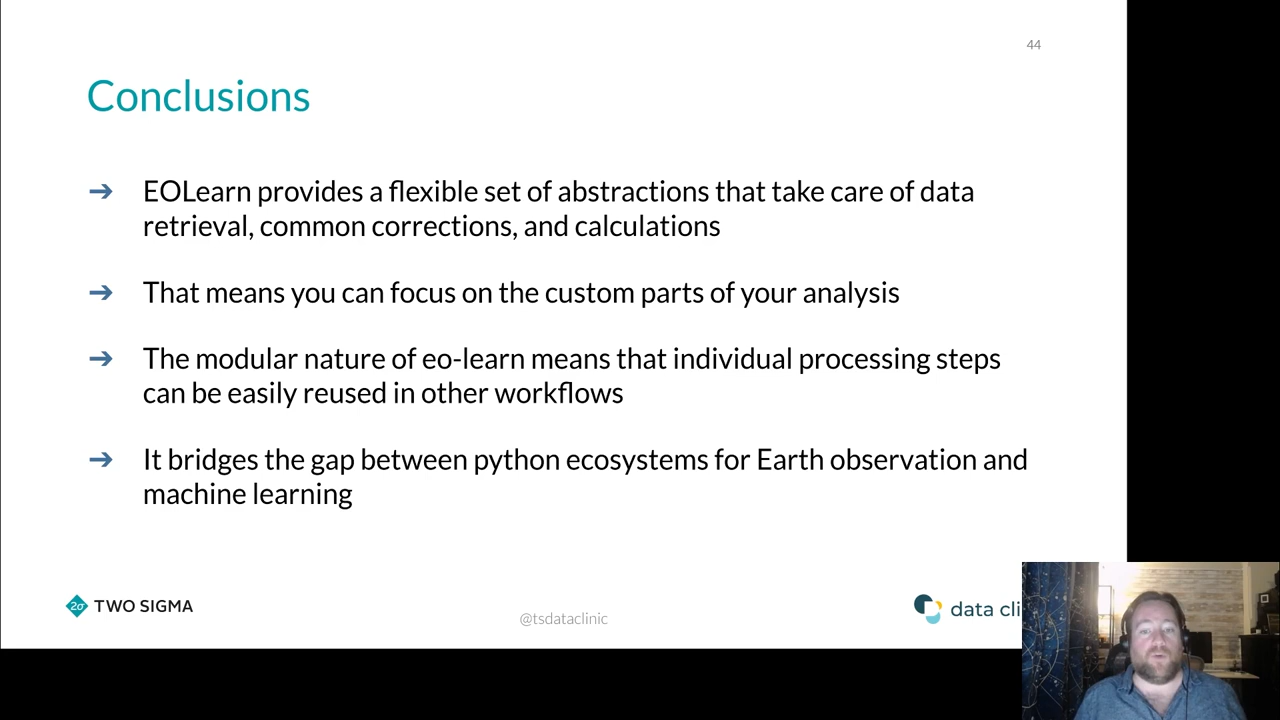 44
Conclusions
➔ EOLearn provides a flexible set of abstractions that take care of data
retrieval, common corrections, and calculations
➔ That means you can focus on the custom parts of your analysis
➔ The modular nature of eo-learn means that individual processing steps
can be easily reused in other workflows
➔ It bridges the gap between python ecosystems for Earth observation and
machine learning
2σ TWO SIGMA
@tsdataclinic
data cli